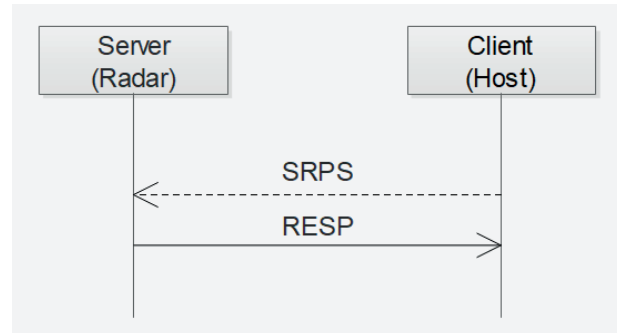 Server
(Radar)
Client
(Host)
SRPS
RESP